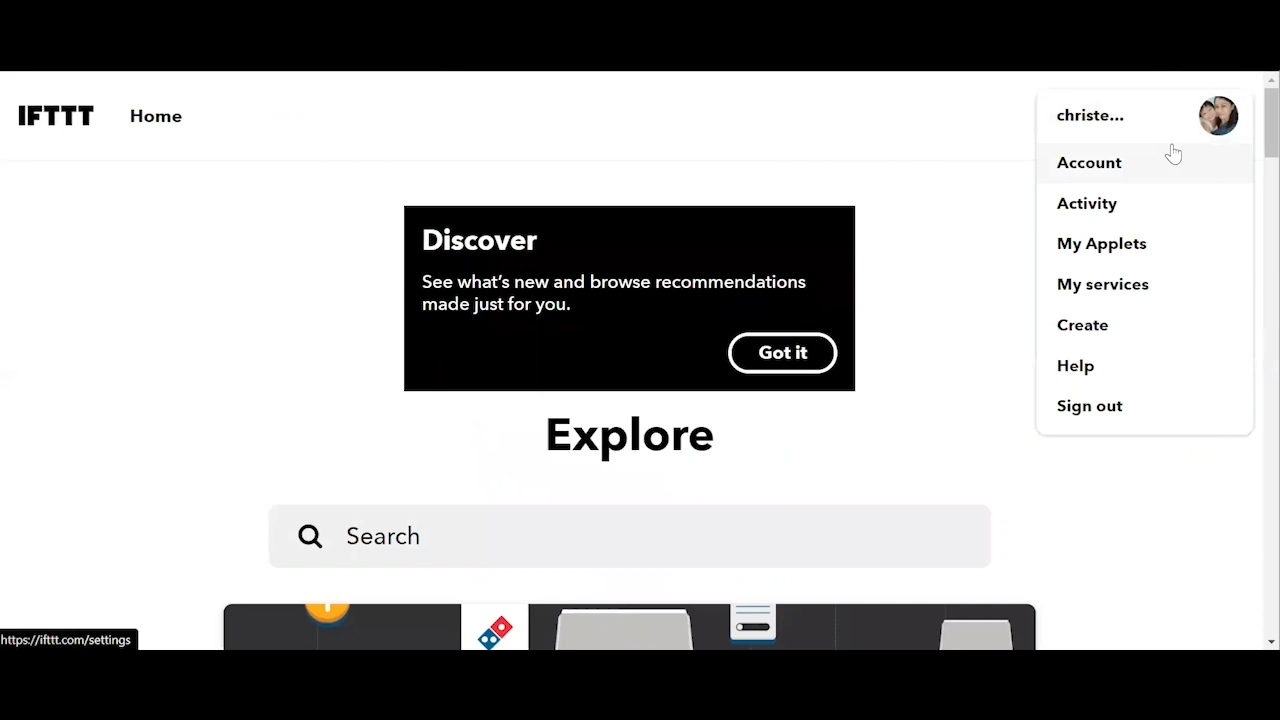 IFTTT
Home
christe...
Account
Activity
My Applets
My services
Create
Help
Sign out
Discover
See what's new and browse recommendations
made just for you.
Got it
Explore
Search
https://ifttt.com/settings